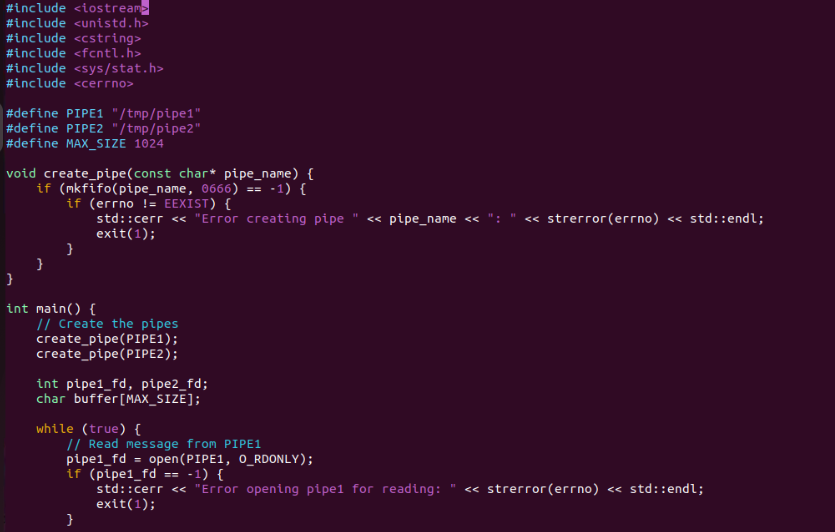 #include <iostream>
#include <unistd.h>
#include <cstring>
#include <fcntl.h>
#include <sys/stat.h>
#include <cerrno>

#define PIPE1 "/tmp/pipe1"
#define PIPE2 "/tmp/pipe2"
#define MAX_SIZE 1024

void create_pipe(const char* pipe_name) {
    if (mkfifo(pipe_name, 0666) == -1) {
        if (errno != EEXIST) {
            std::cerr << "Error creating pipe " << pipe_name << ": " << strerror(errno) << std::endl;
            exit(1);
        }
    }
}

int main() {
    // Create the pipes
    create_pipe(PIPE1);
    create_pipe(PIPE2);

    int pipe1_fd, pipe2_fd;
    char buffer[MAX_SIZE];

    while (true) {
        // Read message from PIPE1
        pipe1_fd = open(PIPE1, O_RDONLY);
        if (pipe1_fd == -1) {
            std::cerr << "Error opening pipe1 for reading: " << strerror(errno) << std::endl;
            exit(1);
        }